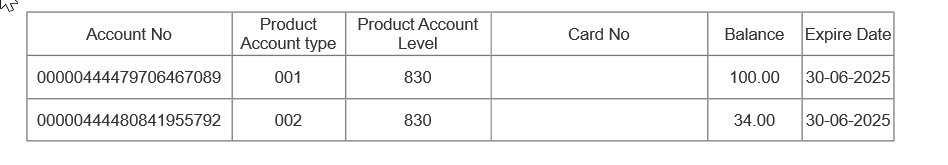 Account No Product Account type Product Account Level Card No Balance Expire Date
00000444479706467089 001 830 100.00 30-06-2025
00000444480841955792 002 830 34.00 30-06-2025